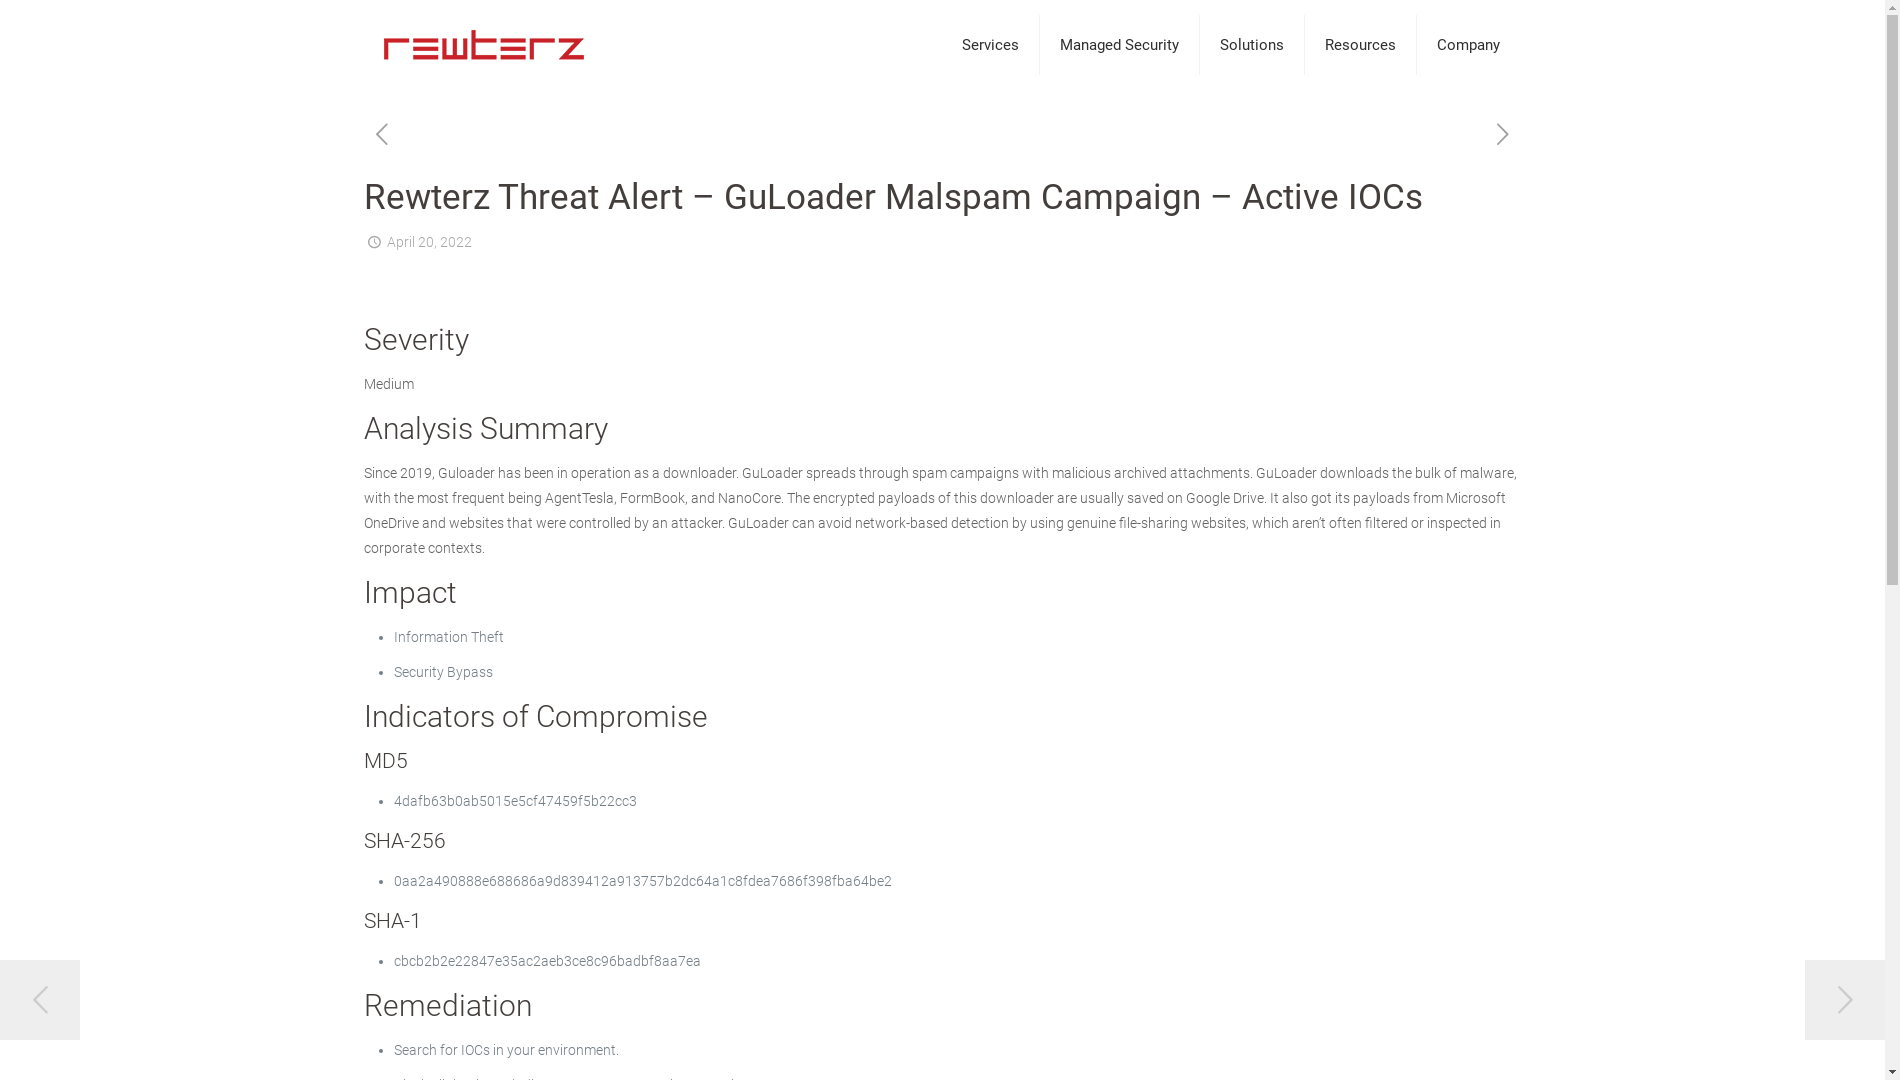 rewterz
Services
Managed Security
Solutions
Resources
Company
Rewterz Threat Alert – GuLoader Malspam Campaign – Active IOCs
April 20, 2022
Severity
Medium
Analysis Summary
Since 2019, Guloader has been in operation as a downloader. GuLoader spreads through spam campaigns with malicious archived attachments. GuLoader downloads the bulk of malware,
with the most frequent being AgentTesla, FormBook, and NanoCore. The encrypted payloads of this downloader are usually saved on Google Drive. It also got its payloads from Microsoft
OneDrive and websites that were controlled by an attacker. GuLoader can avoid network-based detection by using genuine file-sharing websites, which aren’t often filtered or inspected in
corporate contexts.
Impact
Information Theft
Security Bypass
Indicators of Compromise
MD5
4dafb63b0ab5015e5cf47459f5b22cc3
SHA-256
0aa2a490888e688686a9d839412a913757b2dc64a1c8fdea7686f398fba64be2
SHA-1
cbcb2b2e22847e35ac2aeb3ce8c96badbf8aa7ea
Remediation
Search for IOCs in your environment.